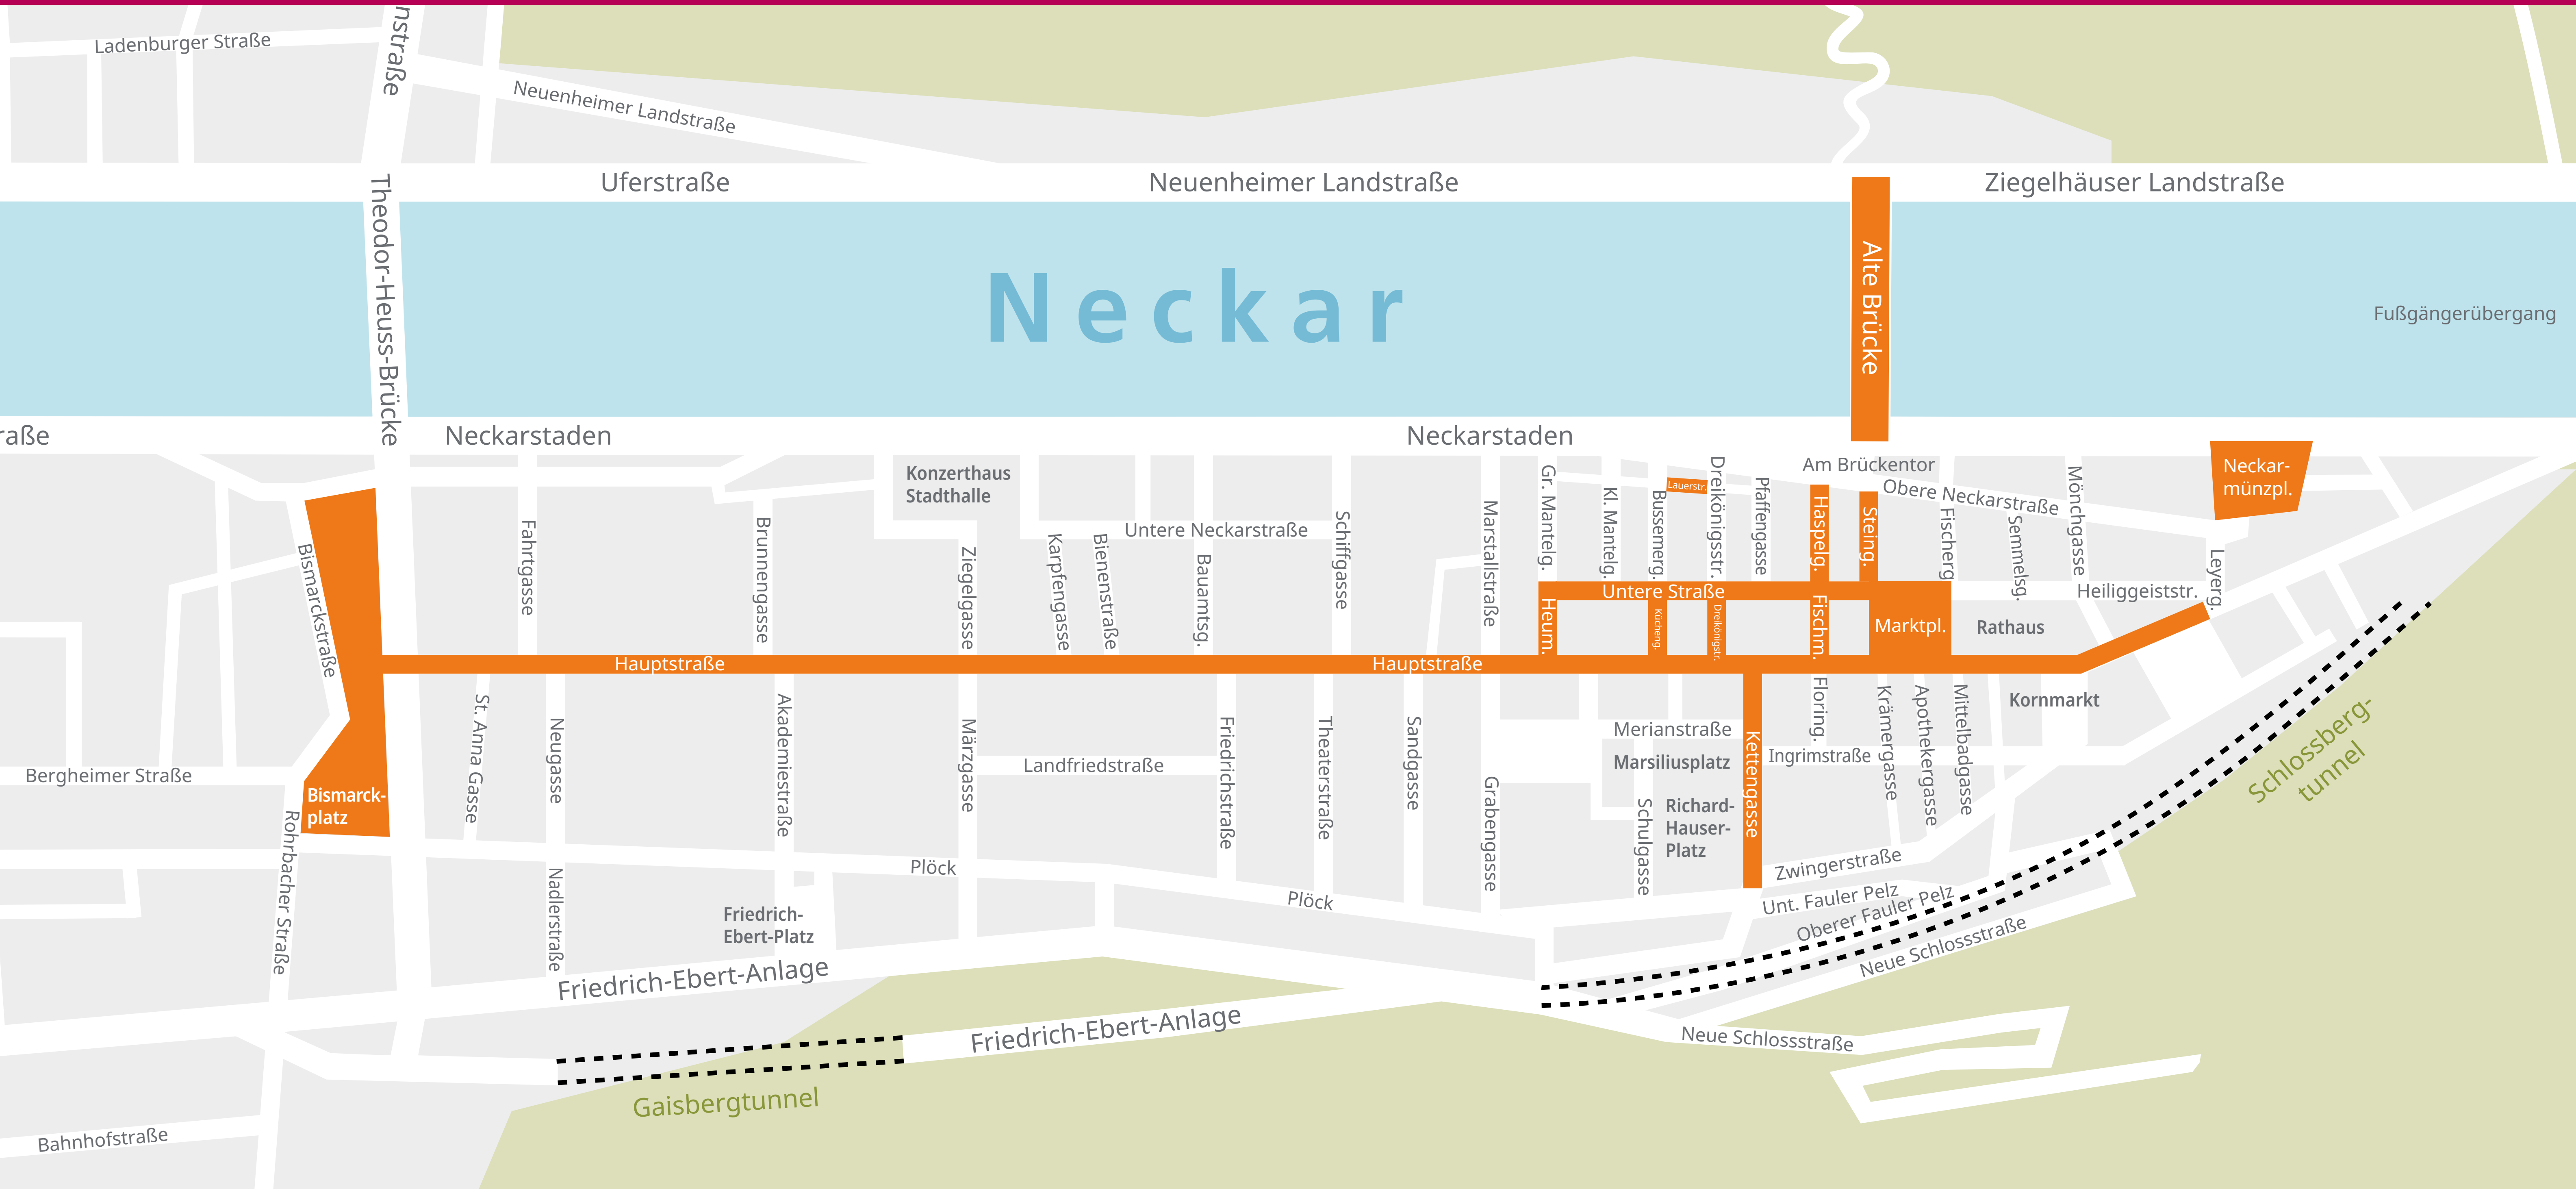 Ladenburger Straße
nstraße
Neuenheimer Landstraße
Uferstraße
Neuenheimer Landstraße
Ziegelhäuser Landstraße
Theodor-Heuss-Brücke
Neckar
Alte Brücke
Fußgängerübergang
raße
Neckarstaden
Neckarstaden
Konzerthaus
Stadthalle
Am Brückentor
Obere Neckarstraße
Neckar-
münzpl.
Bismarckstraße
Fahrtgasse
Brunnengasse
Ziegelgasse
Karpfengasse
Bienenstraße
Untere Neckarstraße
Bauamtsg.
Schiffgasse
Marstallstraße
Gr. Mantelg.
Kl. Mantelg.
Bussemerg.
Lauerstr.
Dreikönigsstr.
Pfaffengasse
Haspelg.
Steing.
Fischerg
Semmelsg.
Mönchgasse
Leyerg.
Heiliggeiststr.
Untere Straße
Heum.
Kücheng.
Dreikönigstr.
Fischm.
Marktpl.
Rathaus
Hauptstraße
Hauptstraße
St. Anna Gasse
Neugasse
Akademiestraße
Märzgasse
Landfriedstraße
Friedrichstraße
Theaterstraße
Sandgasse
Grabengasse
Merianstraße
Marsiliusplatz
Schulgasse
Richard-
Hauser-
Platz
Kettengasse
Floring.
Ingrimstraße
Krämergasse
Apothekergasse
Mittelbadgasse
Kornmarkt
Schlossberg-
tunnel
Bergheimer Straße
Bismarck-
platz
Rohrbacher Straße
Nadlerstraße
Friedrich-
Ebert-Platz
Plöck
Plöck
Zwingerstraße
Unt. Fauler Pelz
Oberer Fauler Pelz
Neue Schlossstraße
Friedrich-Ebert-Anlage
Friedrich-Ebert-Anlage
Neue Schlossstraße
Gaisbergtunnel
Bahnhofstraße